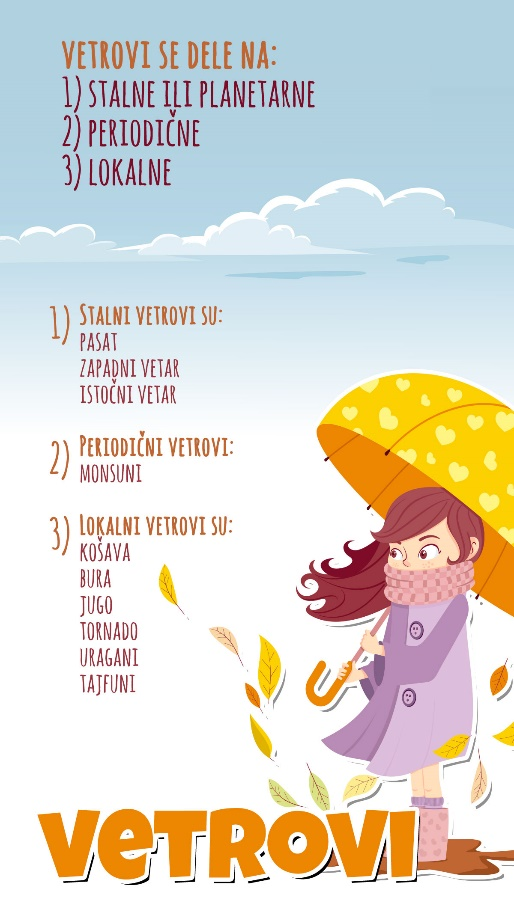 VETROVI SE DELE NA:
1) STALNE ILI PLANETARNE
2) PERIODIČNE
3) LOKALNE
1) STALNI VETROVI SU:
PASAT
ZAPADNI VETAR
ISTOČNI VETAR
2) PERIODIČNI VETROVI:
MONSUNI
3) LOKALNI VETROVI SU:
KOŠAVA
BURA
JUGO
TORNADO
URAGANI
TAJFUNI
VETROVI